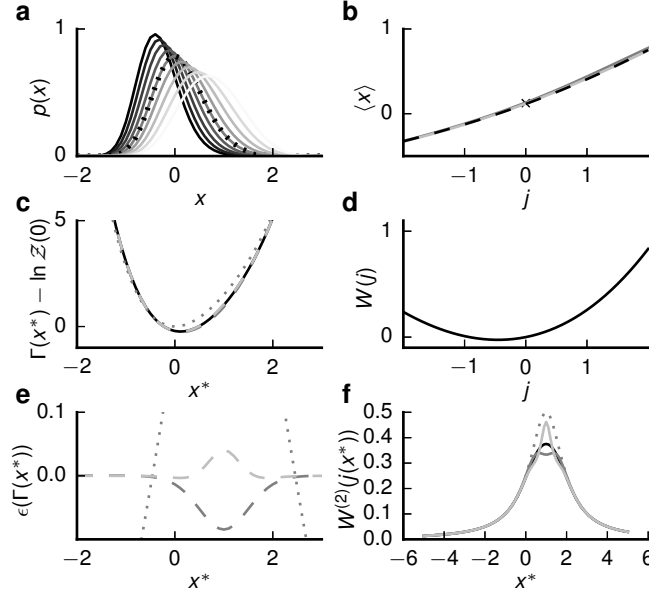 a
1
p(x)
0
−2
0
2
x
b
1
⟨x⟩
0
−1
0
1
j
c
5
Γ(x*) − ln Z(0)
0
−2
0
2
x*
d
1
W(j)
0
−1
0
1
j
e
0.1
ϵ(Γ(x*))
0.0
−2
0
2
x*
f
0.5
0.4
0.3
0.2
0.1
0.0
W⁽²⁾(j(x*))
−6
−4
−2
0
2
4
6
x*